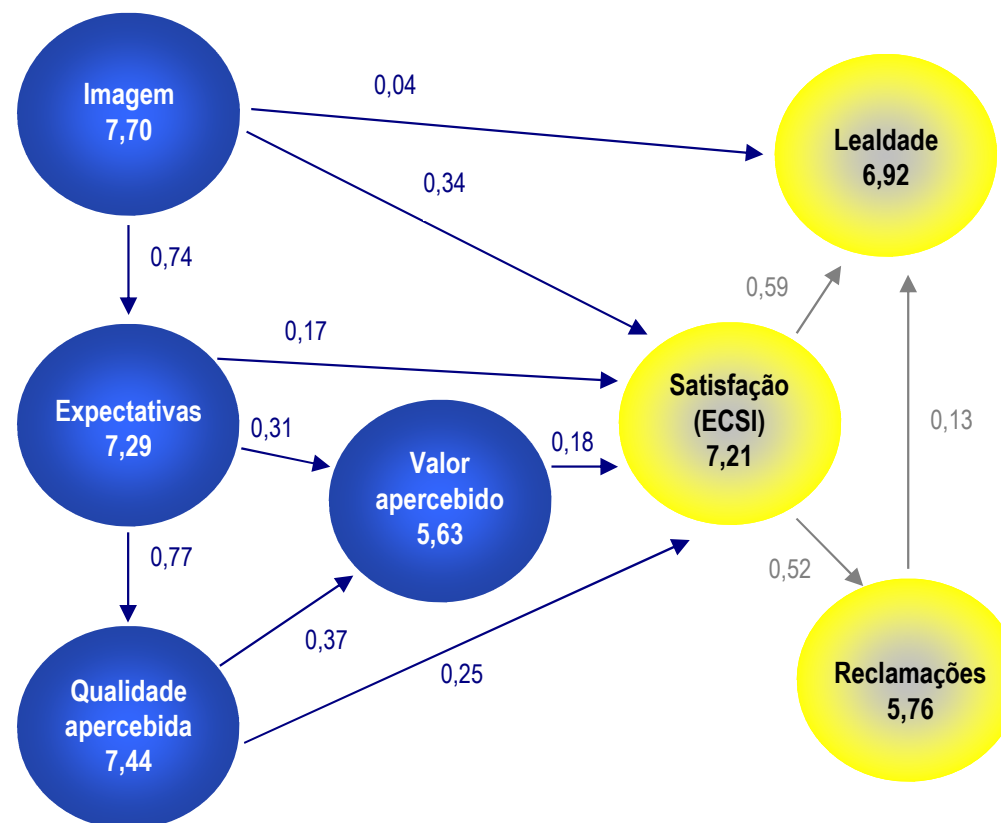 Imagem
7,70
0,04
Lealdade
6,92
0,34
0,74
0,59
0,17
Expectativas
7,29
0,31
Satisfação
(ECSI)
7,21
0,13
Valor
apercebido
5,63
0,18
0,77
0,52
0,37
0,25
Qualidade
apercebida
7,44
Reclamações
5,76